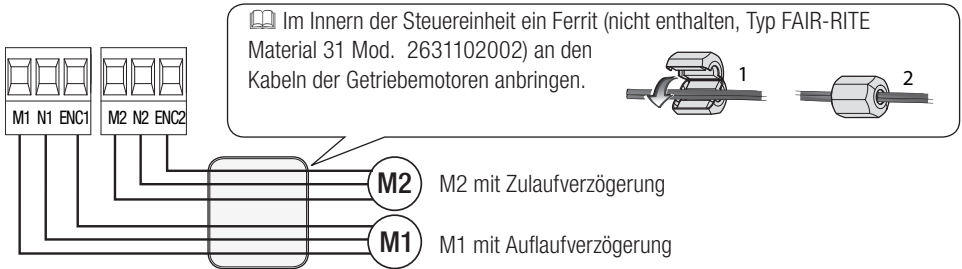 Im Innern der Steuereinheit ein Ferrit (nicht enthalten, Typ FAIR-RITE
Material 31 Mod. 2631102002) an den
Kabeln der Getriebemotoren anbringen.
1
2
M1 N1 ENC1 M2 N2 ENC2
M2 M2 mit Zulaufverzögerung
M1 M1 mit Auflaufverzögerung